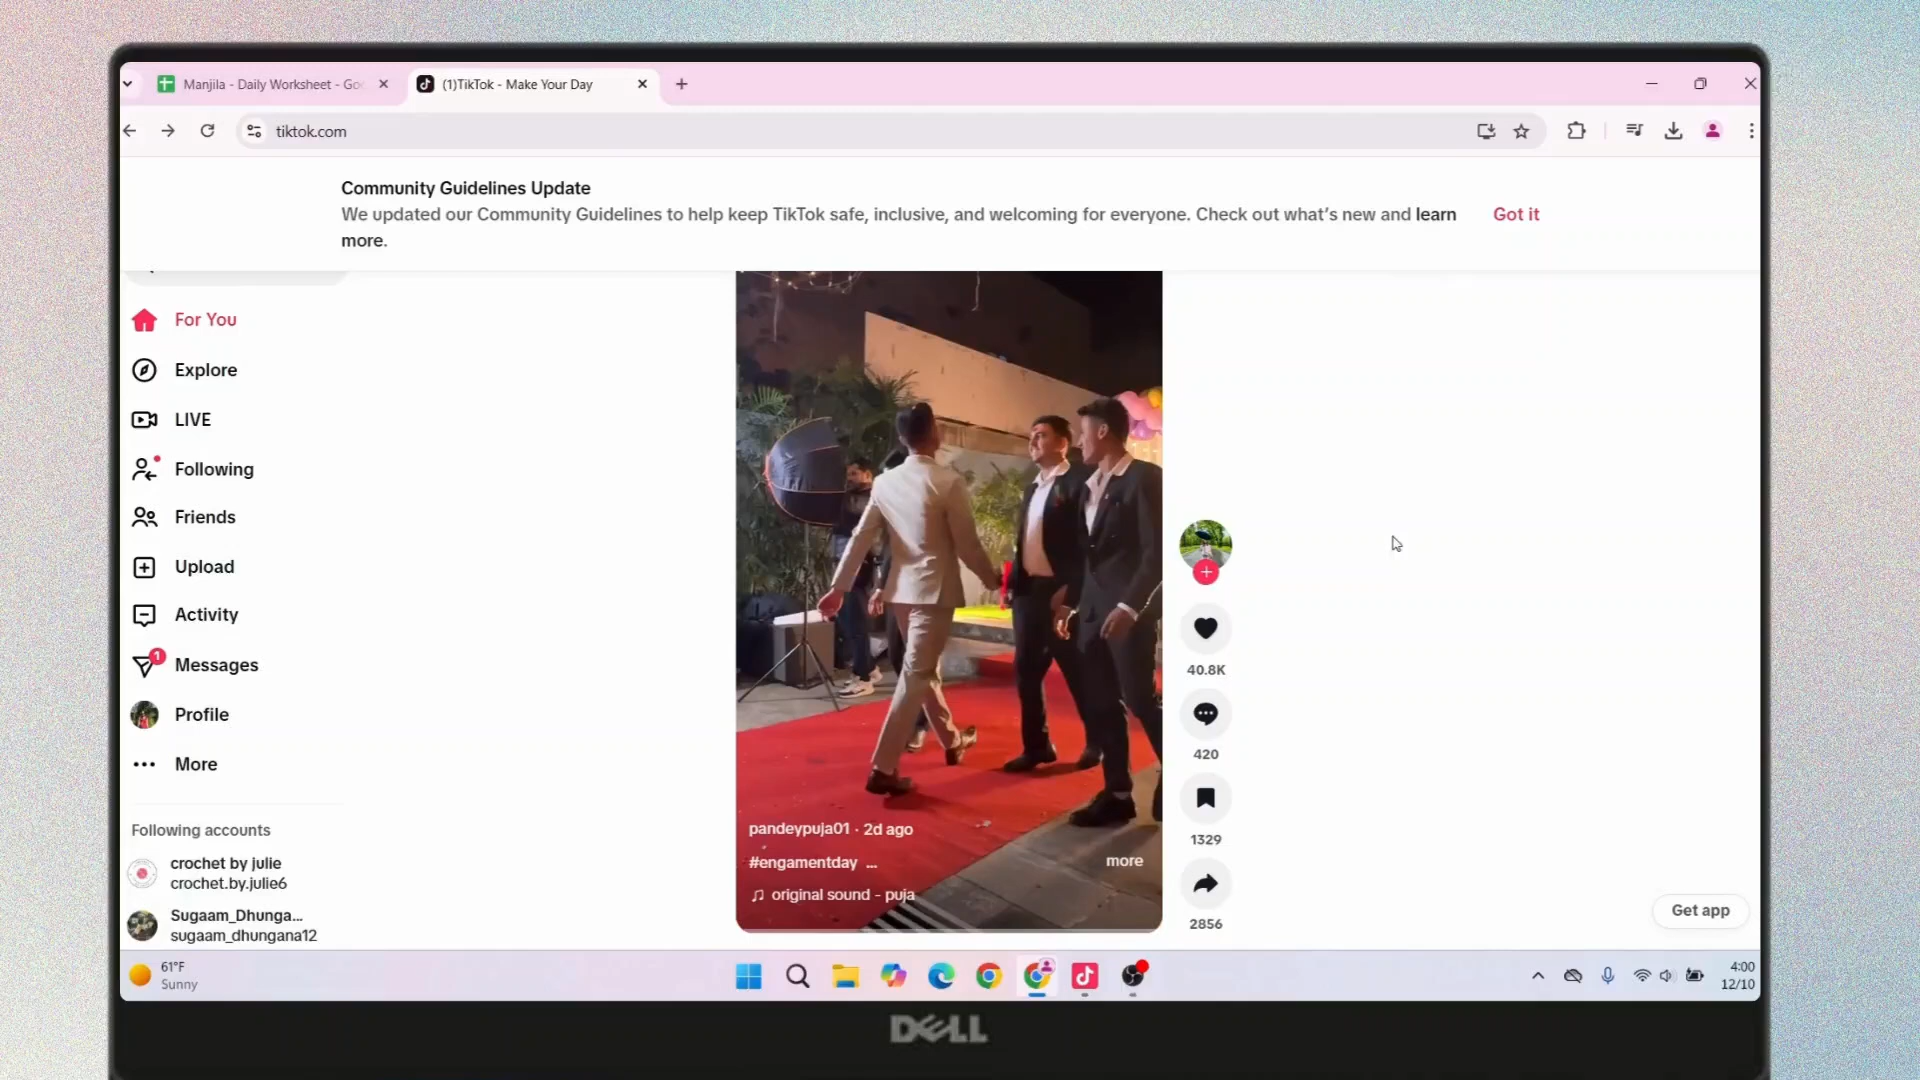 Manjila - Daily Worksheet - Goo
(1)TikTok - Make Your Day
tiktok.com
Community Guidelines Update
We updated our Community Guidelines to help keep TikTok safe, inclusive, and welcoming for everyone. Check out what's new and learn
more.
Got it
For You
Explore
LIVE
Following
Friends
Upload
Activity
1
Messages
Profile
More
Following accounts
crochet by julie
crochet.by.julie6
Sugaam_Dhunga...
sugaam_dhungana12
pandeypuja01 · 2d ago
#engamentday ...
more
original sound - puja
40.8K
420
1329
2856
Get app
61°F
Sunny
4:00
12/10
DELL